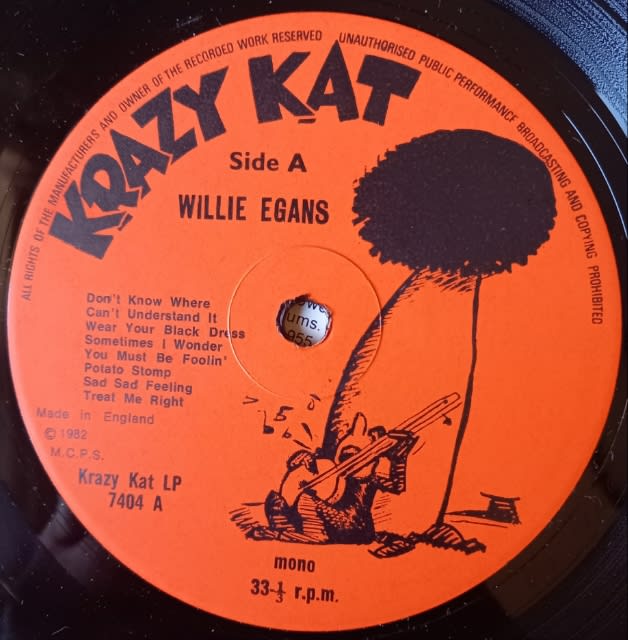 ALL RIGHTS OF THE MANUFACTURERS AND OWNER OF THE RECORDED WORK RESERVED UNAUTHORISED PUBLIC PERFORMANCE BROADCASTING AND COPYING PROHIBITED
KRAZY KAT
Side A
WILLIE EGANS
Don't Know Where
Can't Understand It
Wear Your Black Dress
Sometimes I Wonder
You Must Be Foolin'
Potato Stomp
Sad Sad Feeling
Treat Me Right
ums.
955
Made in England
© 1982
M.C.P.S.
Krazy Kat LP
7404 A
mono
33-1/3 r.p.m.